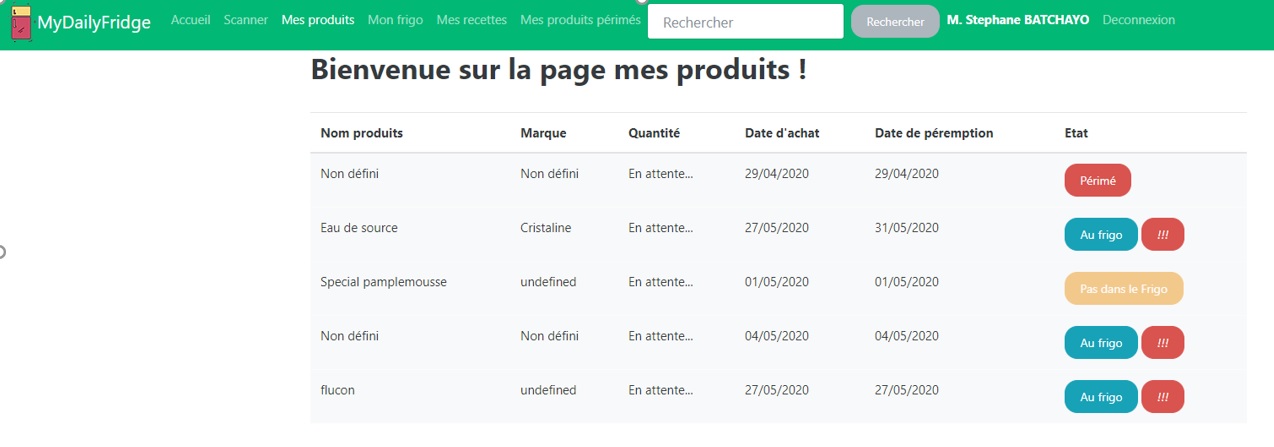 MyDailyFridge Accueil Scanner Mes produits Mon frigo Mes recettes Mes produits périmés Rechercher Rechercher M. Stephane BATCHAYO Deconnexion
Bienvenue sur la page mes produits !
Nom produits Marque Quantité Date d'achat Date de péremption Etat
Non défini Non défini En attente... 29/04/2020 29/04/2020 Périmé
Eau de source Cristaline En attente... 27/05/2020 31/05/2020 Au frigo !!!
Special pamplemousse undefined En attente... 01/05/2020 01/05/2020 Pas dans le Frigo
Non défini Non défini En attente... 04/05/2020 04/05/2020 Au frigo !!!
flucon undefined En attente... 27/05/2020 27/05/2020 Au frigo !!!